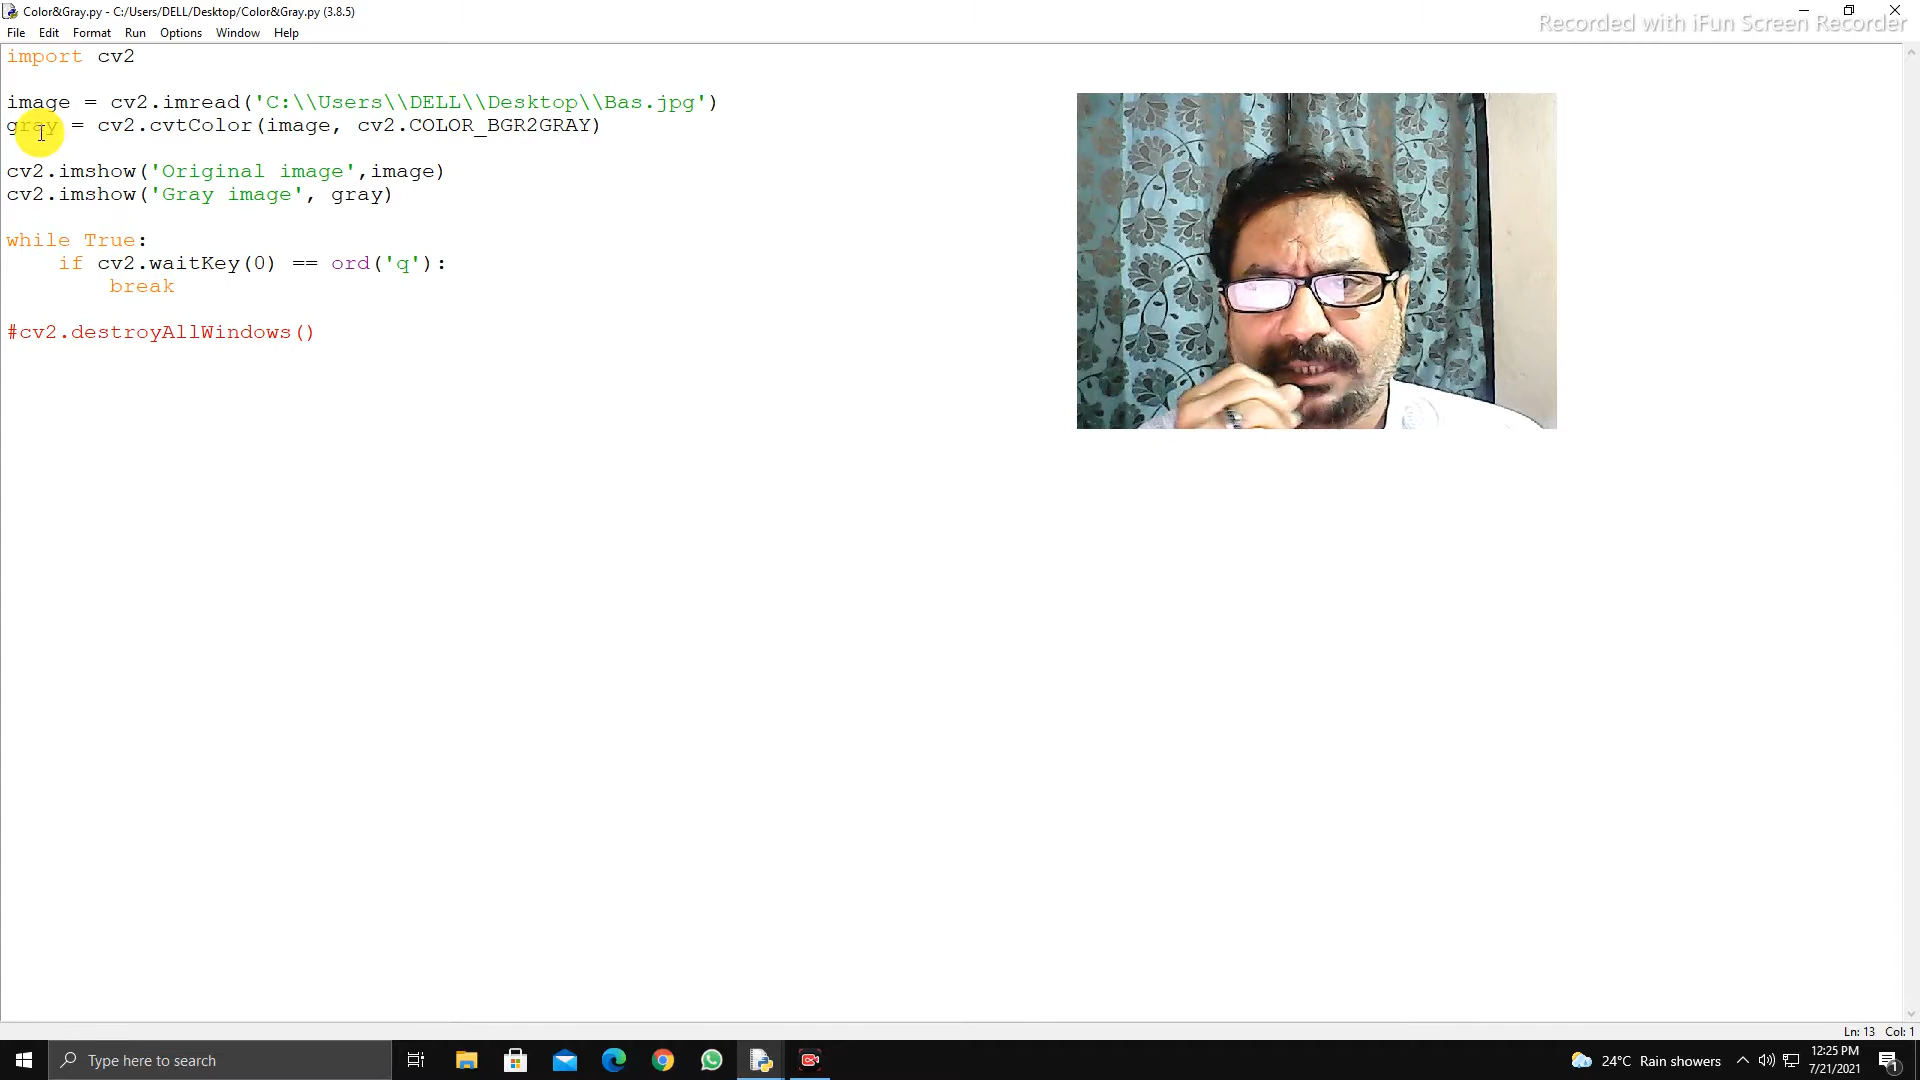 Color&Gray.py - C:/Users/DELL/Desktop/Color&Gray.py (3.8.5)
Recorded with iFun Screen Recorder
File Edit Format Run Options Window Help
import cv2
image = cv2.imread('C:\\Users\\DELL\\Desktop\\Bas.jpg')
gray = cv2.cvtColor(image, cv2.COLOR_BGR2GRAY)
cv2.imshow('Original image',image)
cv2.imshow('Gray image', gray)
while True:
    if cv2.waitKey(0) == ord('q'):
        break
#cv2.destroyAllWindows()
Ln: 13 Col: 1
Type here to search
24°C Rain showers
12:25 PM
7/21/2021
1